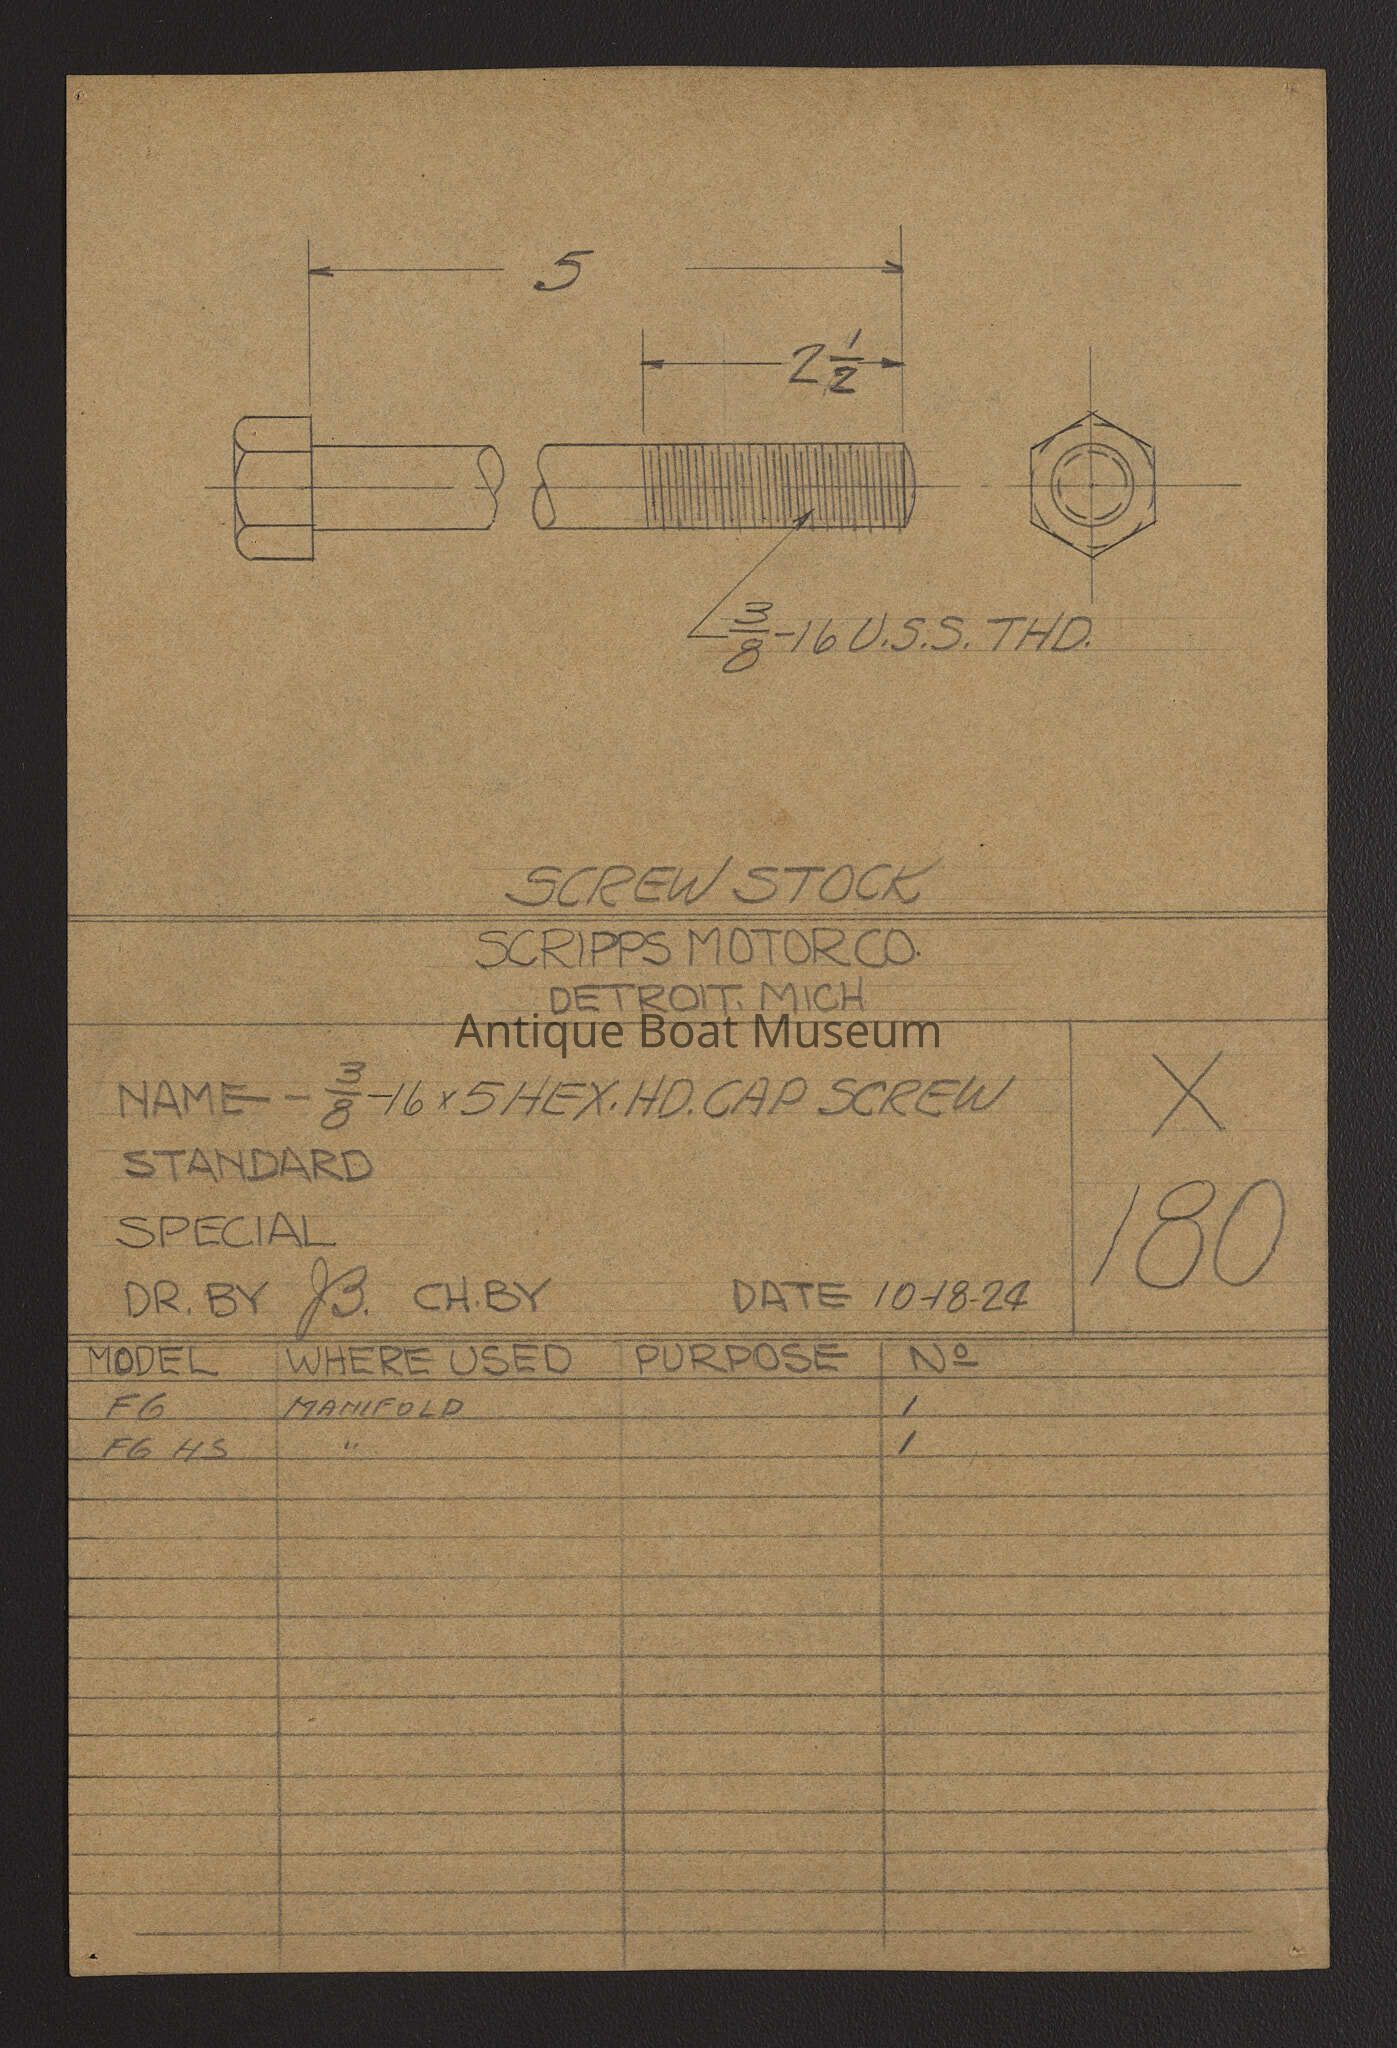 5
2 1/2
3/8-16 U.S.S. THD.
SCREW STOCK
SCRIPPS MOTOR CO.
DETROIT. MICH
Antique Boat Museum
NAME - 3/8-16 x 5 HEX. HD. CAP SCREW
X
STANDARD
180
SPECIAL
DR. BY JB. CH. BY DATE 10-18-24
MODEL WHERE USED PURPOSE Nº
F6 MANIFOLD 1
F6 HS " 1